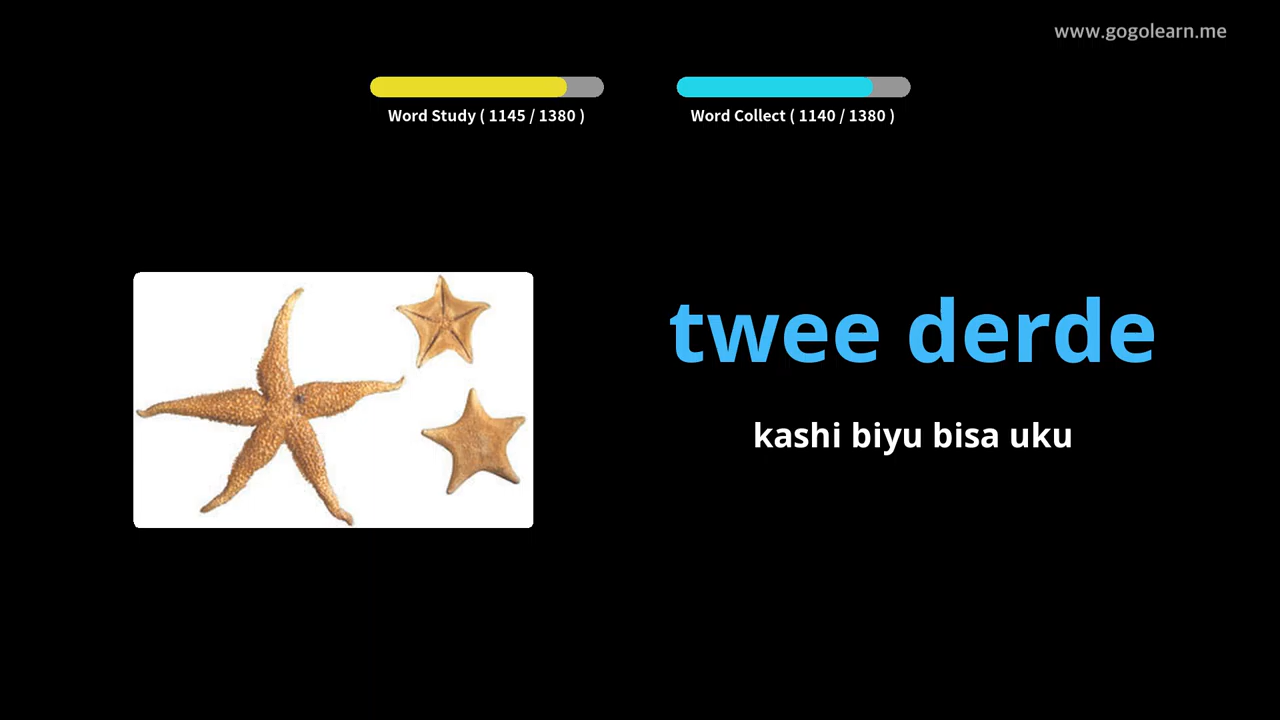 www.gogolearn.me
Word Study ( 1145 / 1380 )
Word Collect ( 1140 / 1380 )
twee derde
kashi biyu bisa uku